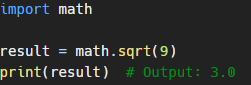 import math

result = math.sqrt(9)
print(result)  # Output: 3.0